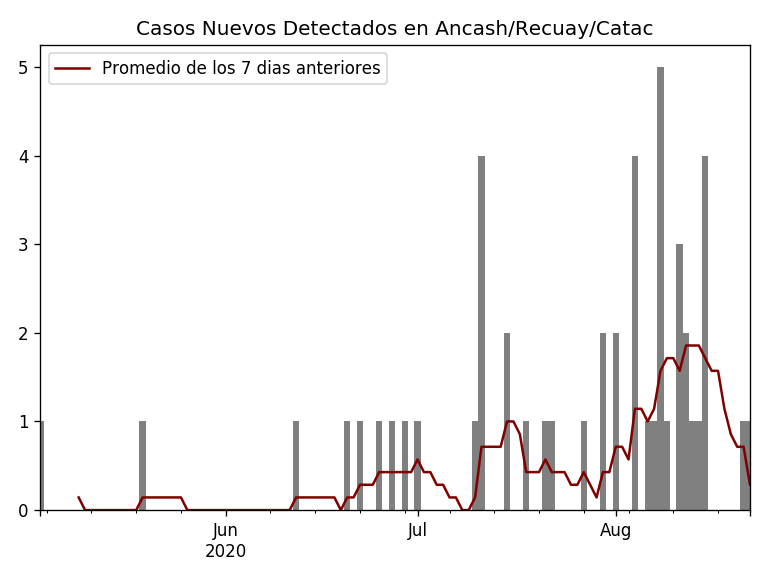 Casos Nuevos Detectados en Ancash/Recuay/Catac
Promedio de los 7 dias anteriores
5
4
3
2
1
0
Jun
2020
Jul
Aug